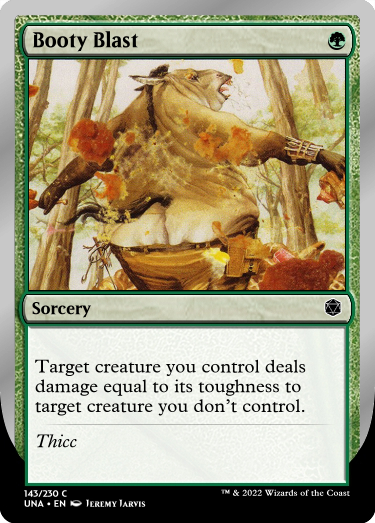 Booty Blast
Sorcery
Target creature you control deals
damage equal to its toughness to
target creature you don't control.
Thicc
143/230 C
UNA • EN Jeremy Jarvis
™ & 2022 Wizards of the Coast